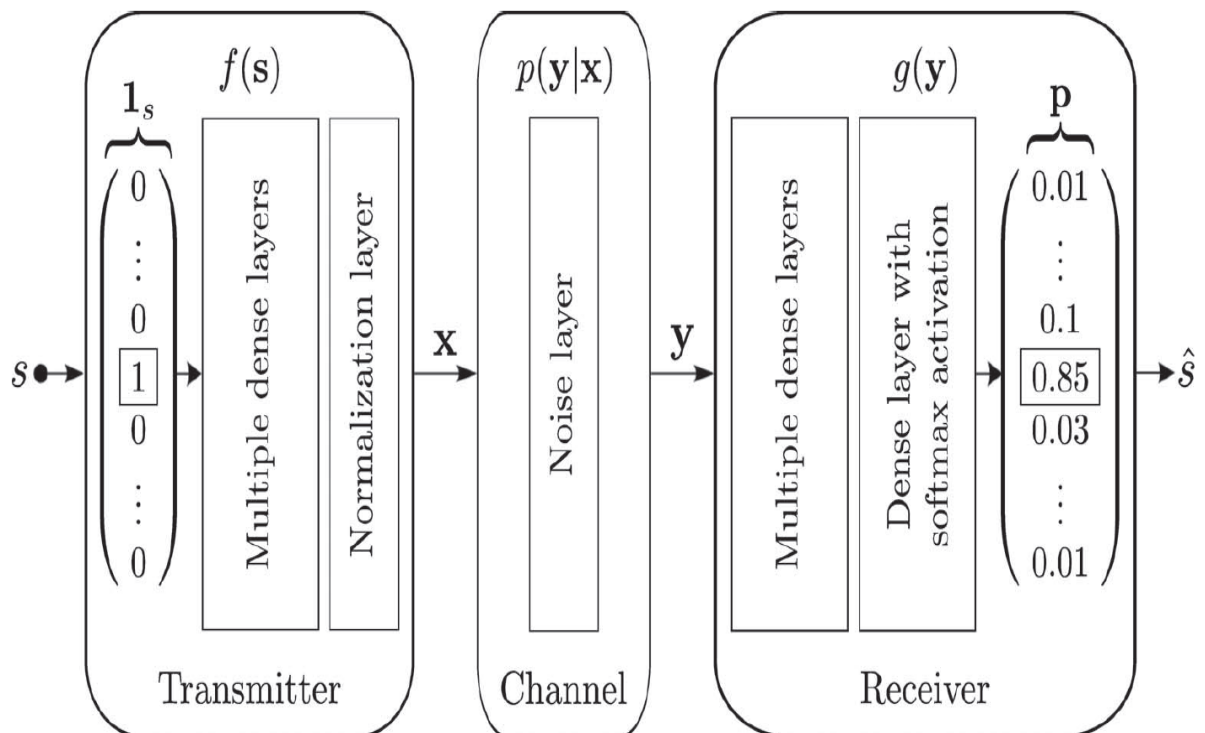 f(s)
1_s
0
⋮
0
1
0
⋮
0
Multiple dense layers
Normalization layer
Transmitter
s
x
p(y|x)
Noise layer
Channel
y
g(y)
Multiple dense layers
Dense layer with
softmax activation
p
0.01
⋮
0.1
0.85
0.03
⋮
0.01
Receiver
ŝ